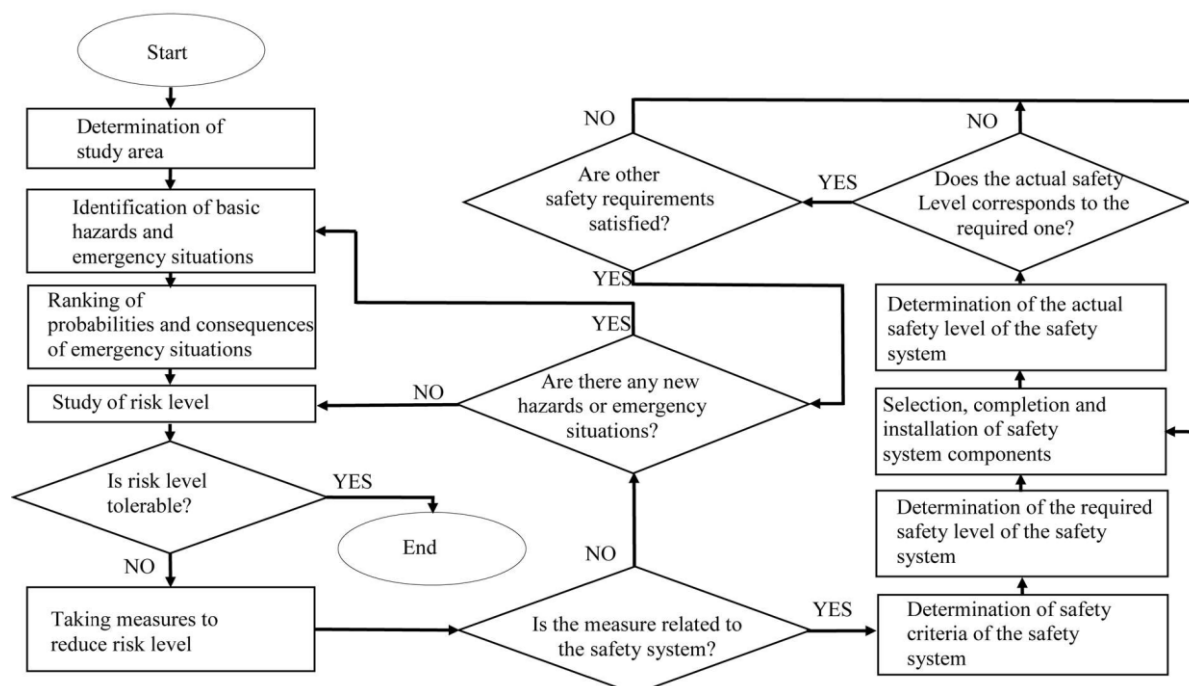 Start
Determination of
study area
Identification of basic
hazards and
emergency situations
Ranking of
probabilities and consequences
of emergency situations
Study of risk level
Is risk level
tolerable?
YES
NO
End
Taking measures to
reduce risk level
Is the measure related to
the safety system?
NO
YES
Are there any new
hazards or emergency
situations?
YES
NO
Determination of safety
criteria of the safety
system
Determination of the required
safety level of the safety
system
Selection, completion and
installation of safety
system components
Determination of the actual
safety level of the safety
system
Does the actual safety
Level corresponds to the
required one?
NO
YES
Are other
safety requirements
satisfied?
NO
YES